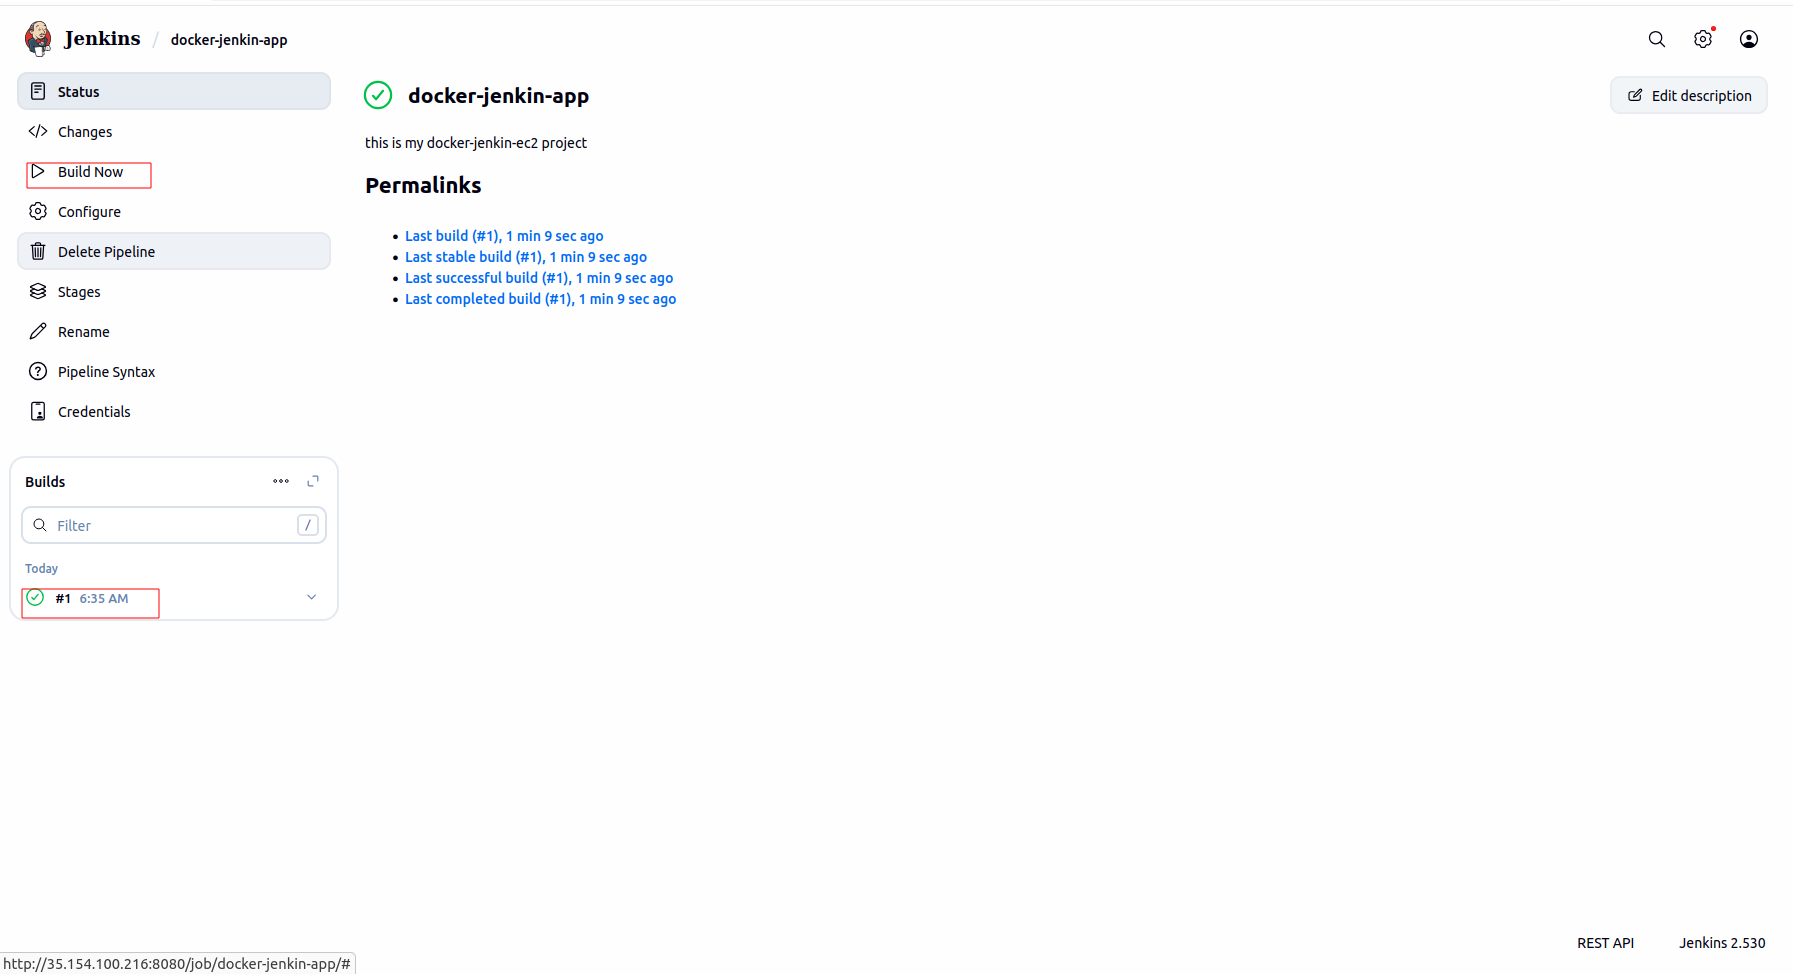 Jenkins / docker-jenkin-app
Status
Changes
Build Now
Configure
Delete Pipeline
Stages
Rename
Pipeline Syntax
Credentials
Builds
Filter /
Today
#1 6:35 AM
docker-jenkin-app
Edit description
this is my docker-jenkin-ec2 project
Permalinks
Last build (#1), 1 min 9 sec ago
Last stable build (#1), 1 min 9 sec ago
Last successful build (#1), 1 min 9 sec ago
Last completed build (#1), 1 min 9 sec ago
REST API Jenkins 2.530
http://35.154.100.216:8080/job/docker-jenkin-app/#